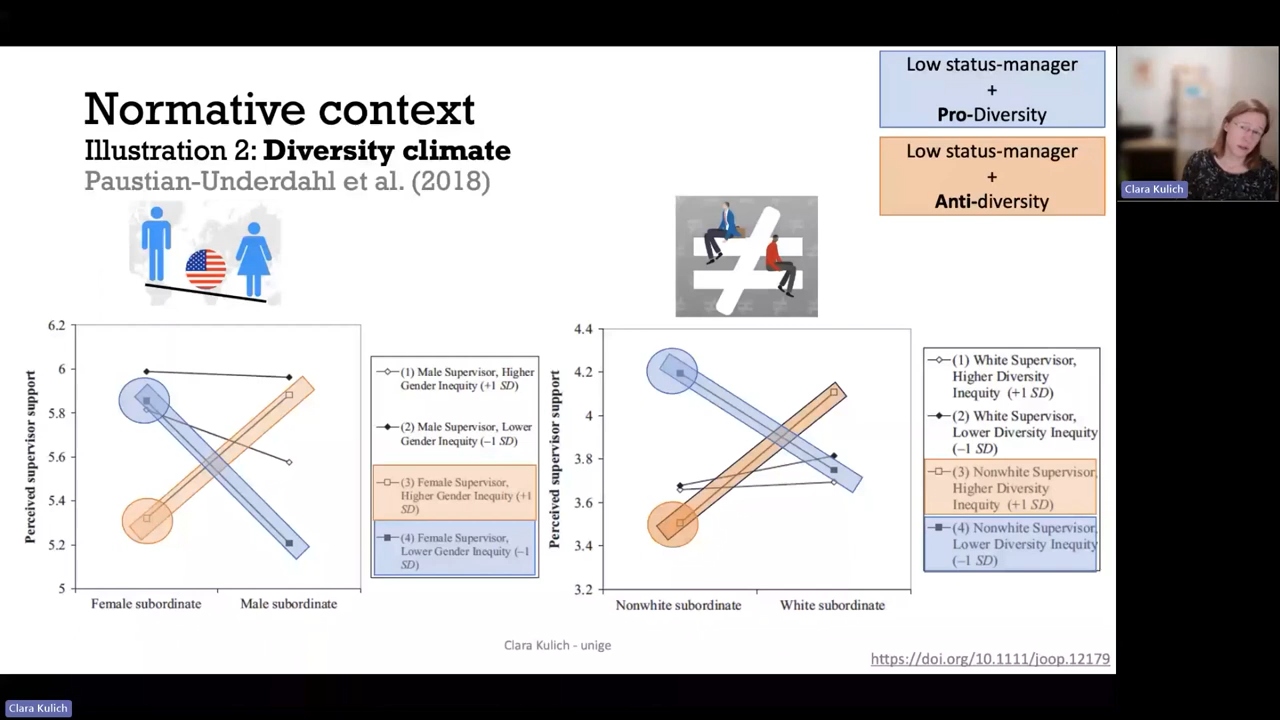 Normative context
Illustration 2: Diversity climate
Paustian-Underdahl et al. (2018)
Low status-manager
+
Pro-Diversity
Low status-manager
+
Anti-diversity
Clara Kulich
Perceived supervisor support
6.2
6
5.8
5.6
5.4
5.2
5
Female subordinate
Male subordinate
(1) Male Supervisor, Higher
Gender Inequity (+1 SD)
(2) Male Supervisor, Lower
Gender Inequity (–1 SD)
(3) Female Supervisor,
Higher Gender Inequity (+1
SD)
(4) Female Supervisor,
Lower Gender Inequity (–1
SD)
Perceived supervisor support
4.4
4.2
4
3.8
3.6
3.4
3.2
Nonwhite subordinate
White subordinate
(1) White Supervisor,
Higher Diversity
Inequity (+1 SD)
(2) White Supervisor,
Lower Diversity Inequity
(–1 SD)
(3) Nonwhite Supervisor,
Higher Diversity
Inequity (+1 SD)
(4) Nonwhite Supervisor,
Lower Diversity Inequity
(–1 SD)
Clara Kulich - unige
https://doi.org/10.1111/joop.12179
Clara Kulich